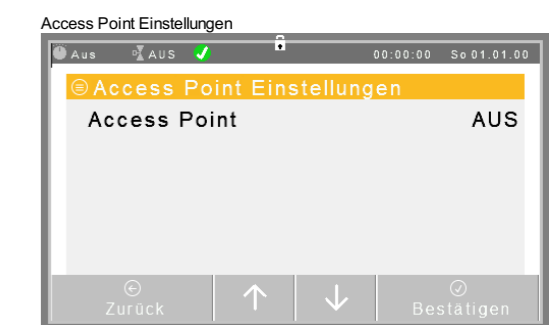 Access Point Einstellungen
Aus AUS 00:00:00 So 01.01.00
Access Point Einstellungen
Access Point AUS
Zurück Bestätigen